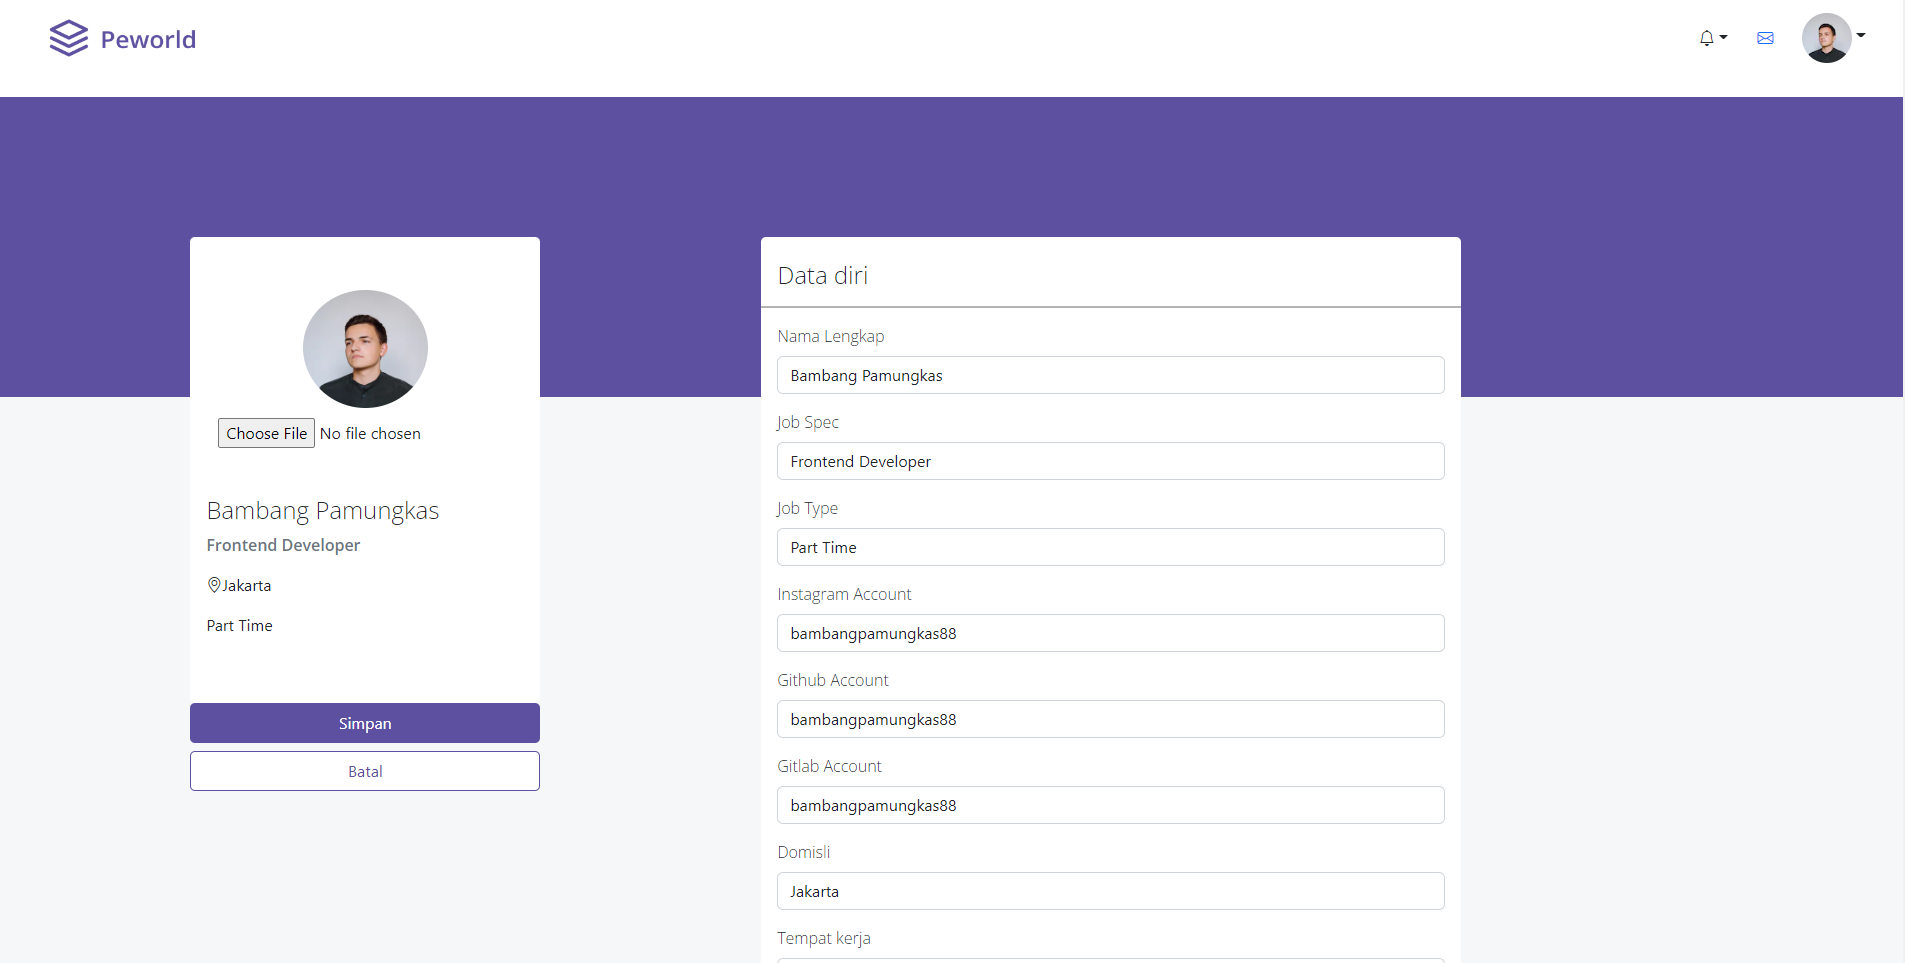 Peworld
Choose File No file chosen
Bambang Pamungkas
Frontend Developer
Jakarta
Part Time
Simpan
Batal
Data diri
Nama Lengkap
Bambang Pamungkas
Job Spec
Frontend Developer
Job Type
Part Time
Instagram Account
bambangpamungkas88
Github Account
bambangpamungkas88
Gitlab Account
bambangpamungkas88
Domisli
Jakarta
Tempat kerja